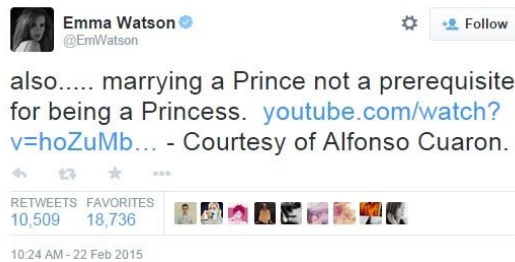 Emma Watson
@EmWatson
Follow
also..... marrying a Prince not a prerequisite
for being a Princess. youtube.com/watch?
v=hoZuMb… - Courtesy of Alfonso Cuaron.
RETWEETS FAVORITES
10,509 18,736
10:24 AM - 22 Feb 2015